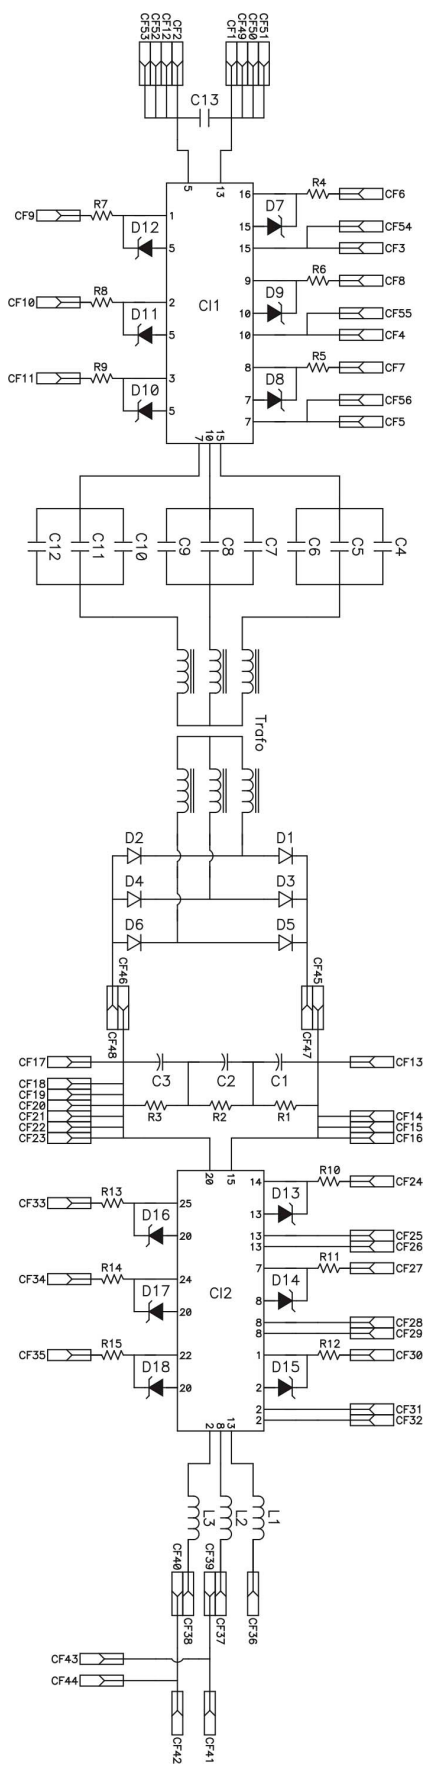 CF53
CF52
CF12
CF2
CF1
CF49
CF50
CF51
C13
5
13
R7
CF9
1
D12
5
R8
CF10
2
D11
5
R9
CF11
3
D10
5
CI1
16
R4
CF6
D7
15
CF54
15
CF3
9
R6
CF8
D9
10
CF55
10
CF4
8
R5
CF7
D8
7
CF56
7
CF5
7
10
15
C12
C11
C10
C9
C8
C7
C6
C5
C4
Trafo
D2
D1
D4
D3
D6
D5
CF46
CF48
CF45
CF47
CF17
CF13
C3
C2
C1
CF18
CF19
CF20
CF21
CF22
CF23
R3
R2
R1
CF14
CF15
CF16
20
15
R13
CF33
25
D16
20
R14
CF34
24
D17
20
R15
CF35
22
D18
20
CI2
14
R10
CF24
D13
13
13
CF25
13
CF26
7
R11
CF27
D14
8
8
CF28
8
CF29
1
R12
CF30
D15
2
2
CF31
2
CF32
2
8
13
L3
L2
L1
CF40
CF38
CF39
CF37
CF36
CF43
CF44
CF42
CF41